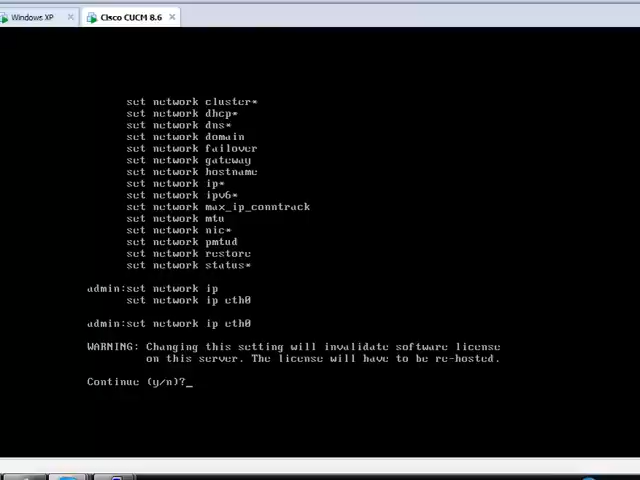 Windows XP
Cisco CUCM 8.6
set network cluster*
set network dhcp*
set network dns*
set network domain
set network failover
set network gateway
set network hostname
set network ip*
set network ipv6*
set network max_ip_conntrack
set network mtu
set network nic*
set network pmtud
set network restore
set network status*
admin:set network ip
set network ip eth0
admin:set network ip eth0
WARNING: Changing this setting will invalidate software license
on this server. The license will have to be re-hosted.
Continue (y/n)?_